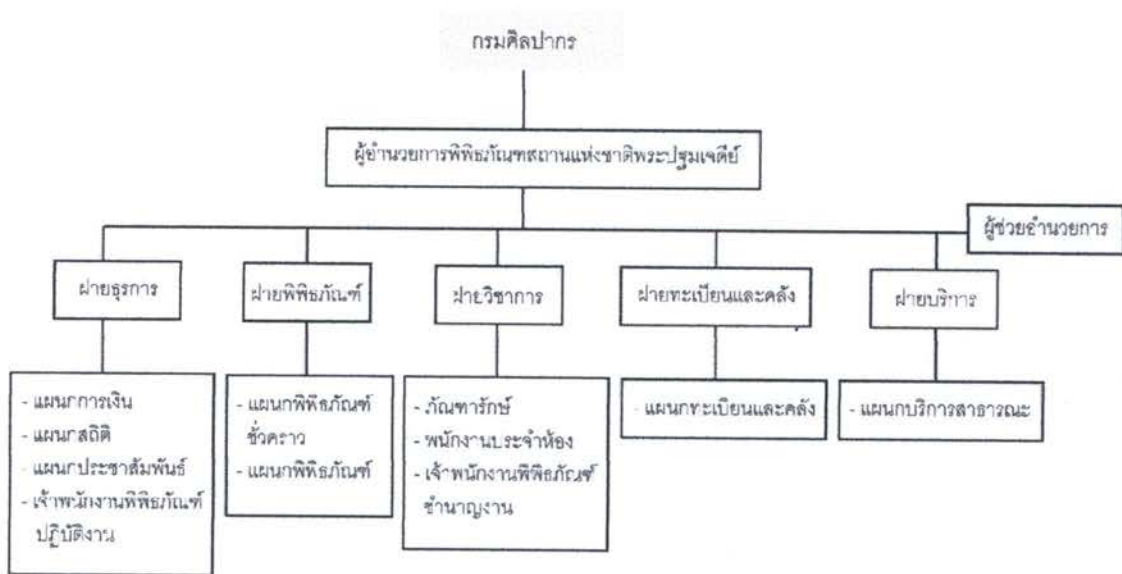 กรมศิลปากร
ผู้อำนวยการพิพิธภัณฑสถานแห่งชาติพระปฐมเจดีย์
ผู้ช่วยอำนวยการ
ฝ่ายธุรการ
ฝ่ายพิพิธภัณฑ์
ฝ่ายวิชาการ
ฝ่ายทะเบียนและคลัง
ฝ่ายบริการ
- แผนกการเงิน
- แผนกสถิติ
- แผนกประชาสัมพันธ์
- เจ้าพนักงานพิพิธภัณฑ์
ปฏิบัติงาน
- แผนกพิพิธภัณฑ์
ชั่วคราว
- แผนกพิพิธภัณฑ์
- ภัณฑารักษ์
- พนักงานประจำห้อง
- เจ้าพนักงานพิพิธภัณฑ์
ชำนาญงาน
- แผนกทะเบียนและคลัง
- แผนกบริการสาธารณะ